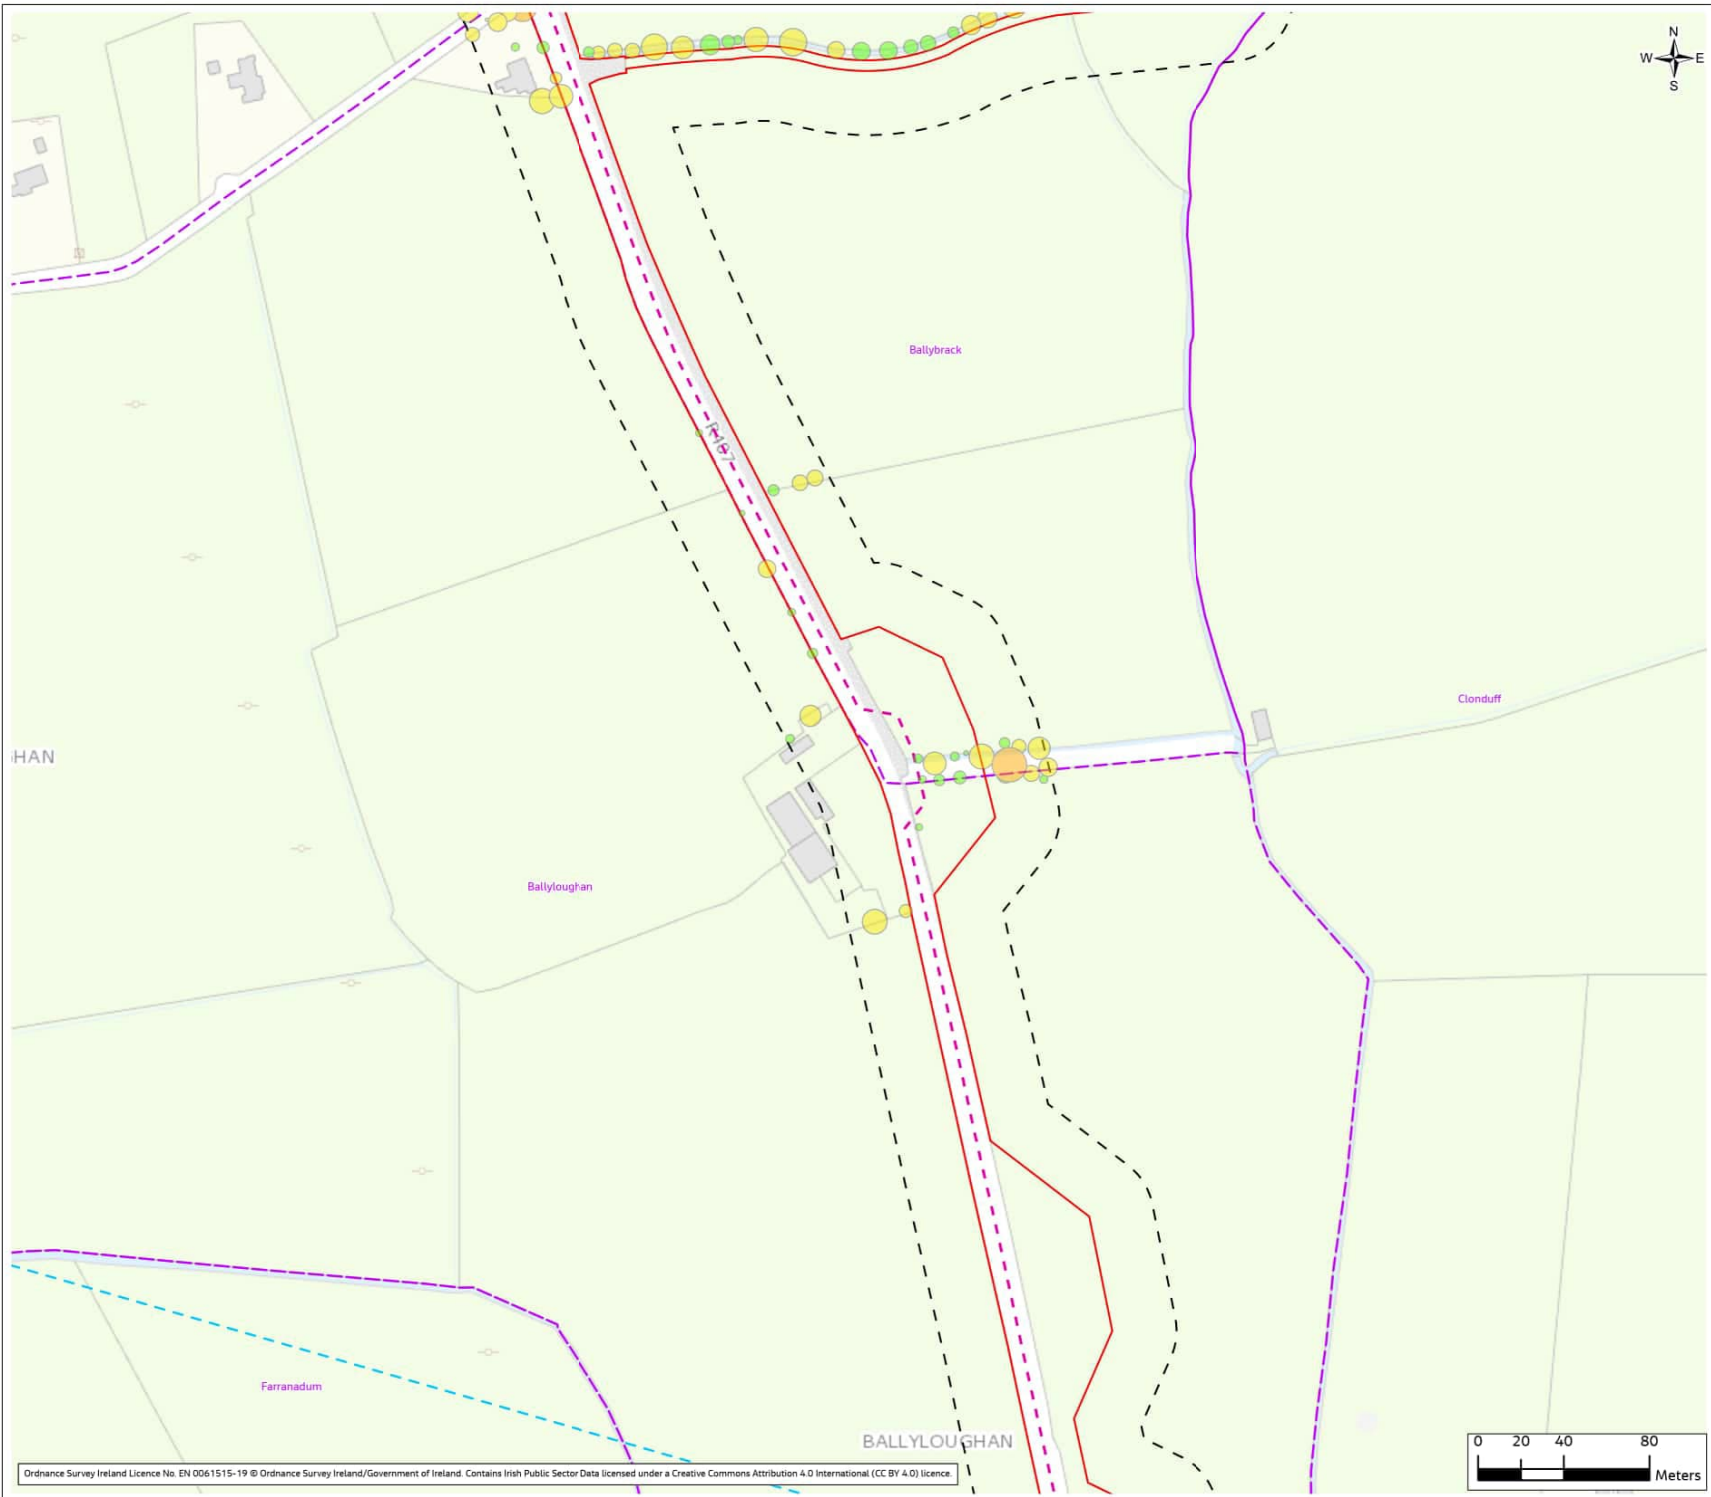 N
W E
S
Ballybrack
R487
Clonduff
HAN
Ballyloughan
Farranadum
BALLYLOUGHAN
0 20 40 80
Meters
Ordnance Survey Ireland Licence No. EN 0061515-19 © Ordnance Survey Ireland/Government of Ireland. Contains Irish Public Sector Data licensed under a Creative Commons Attribution 4.0 International (CC BY 4.0) licence.